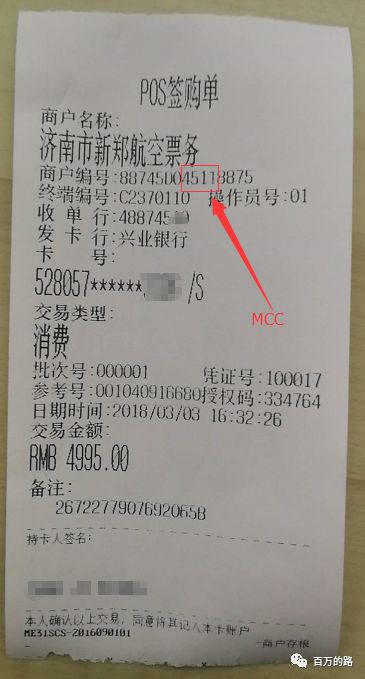 POS签购单
商户名称:
济南市新郑航空票务
商户编号:887450045118875
终端编号:C2370110 操作员号:01
收 单 行:488745
发 卡 行:兴业银行
卡 号:
528057****** /S
MCC
交易类型:
消费
批次号:000001 凭证号:100017
参考号:001040916680授权码:334764
日期时间:2018/03/03 16:32:26
交易金额:
RMB 4995.00
备注:
2672277907692065B
持卡人签名:
本人确认以上交易,同意将其记入本卡账户
ME31SCS-2016090101 -商户存根
百万的路